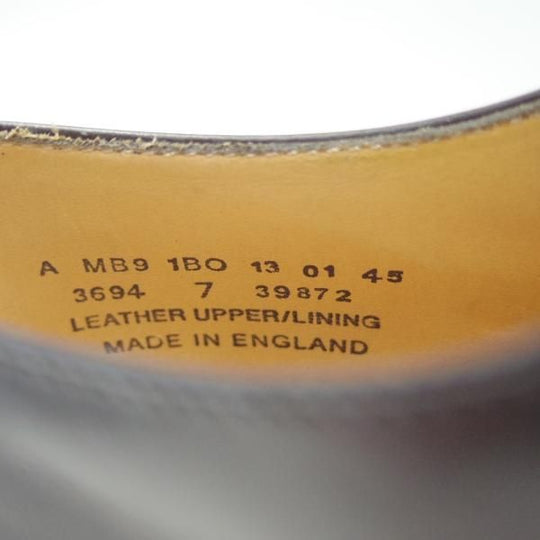 A MB9 1BO 13 01 45
3694 7 39872
LEATHER UPPER/LINING
MADE IN ENGLAND